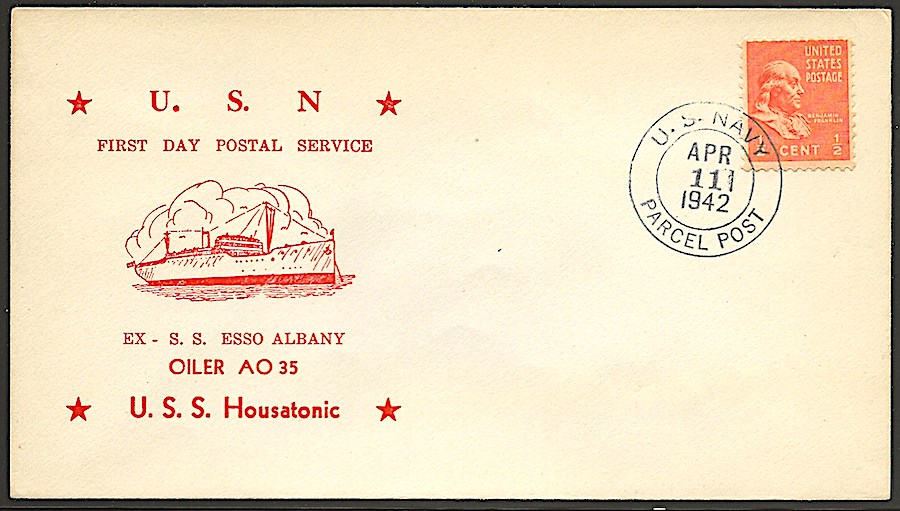 U. S. N
FIRST DAY POSTAL SERVICE
EX - S. S. ESSO ALBANY
OILER AO 35
U. S. S. Housatonic
UNITED
STATES
POSTAGE
BENJAMIN
FRANKLIN
CENT 1/2
U. S. NAVY
APR
111
1942
PARCEL POST